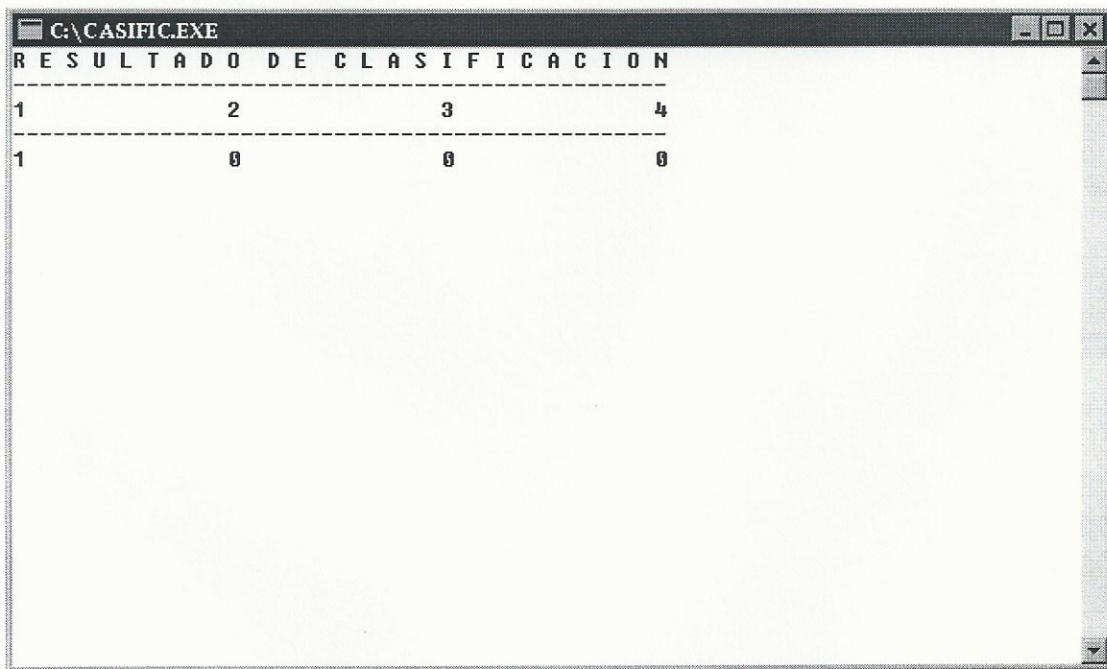 C:\CASIFIC.EXE
R E S U L T A D O  D E  C L A S I F I C A C I O N
-------------------------------------------------
1 2 3 4
-------------------------------------------------
1 0 0 0